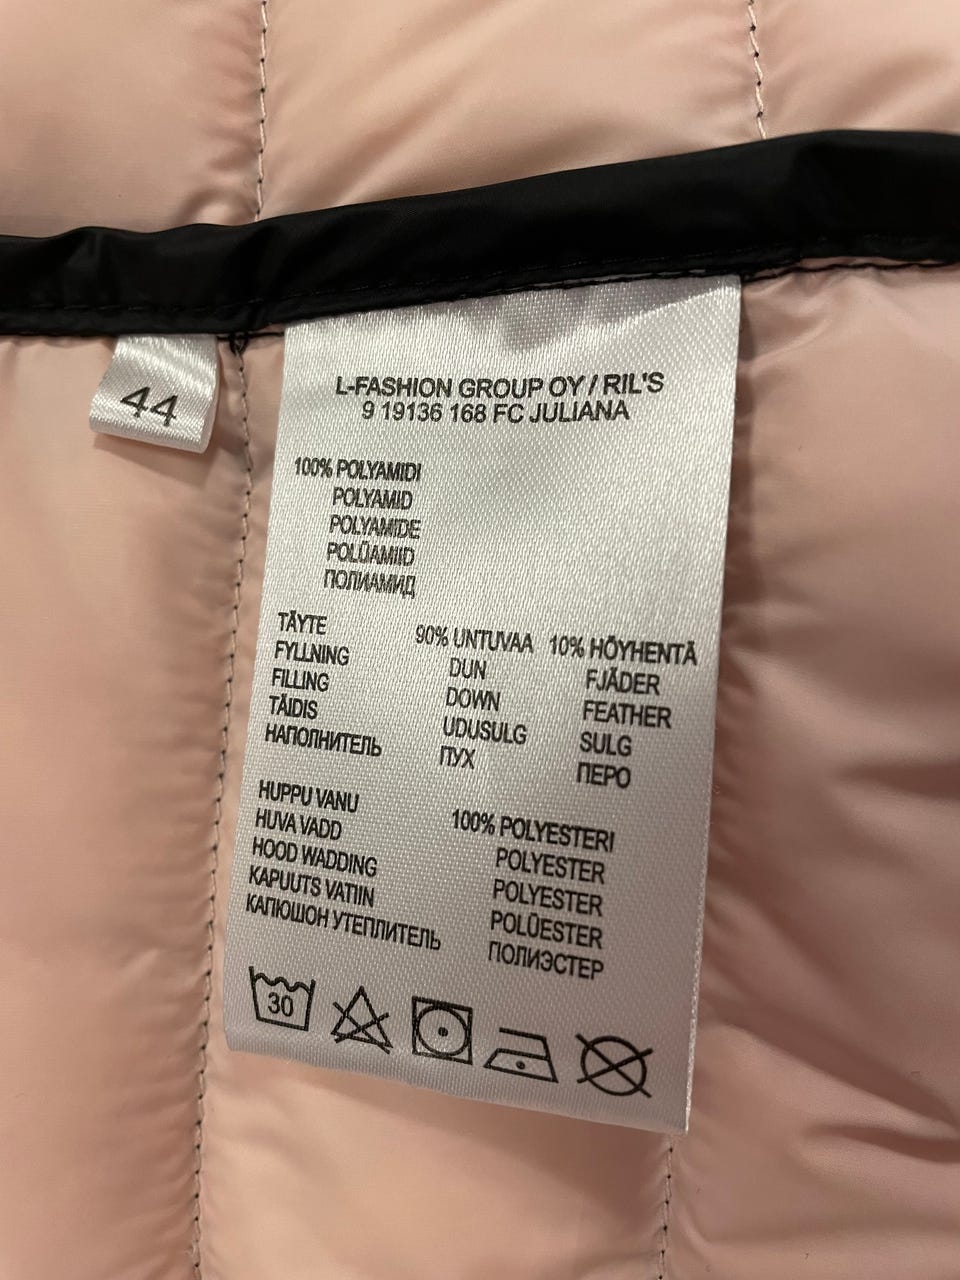 44
L-FASHION GROUP OY / RIL'S
9 19136 168 FC JULIANA
100% POLYAMIDI
POLYAMID
POLYAMIDE
POLÜAMIID
ПОЛИАМИД
TÄYTE 90% UNTUVAA 10% HÖYHENTÄ
FYLLNING DUN FJÄDER
FILLING DOWN FEATHER
TÄIDIS UDUSULG SULG
НАПОЛНИТЕЛЬ ПУХ ПЕРО
HUPPU VANU 100% POLYESTERI
HUVA VADD POLYESTER
HOOD WADDING POLYESTER
KAPUUTS VATIIN POLÜESTER
КАПЮШОН УТЕПЛИТЕЛЬ ПОЛИЭСТЕР
30